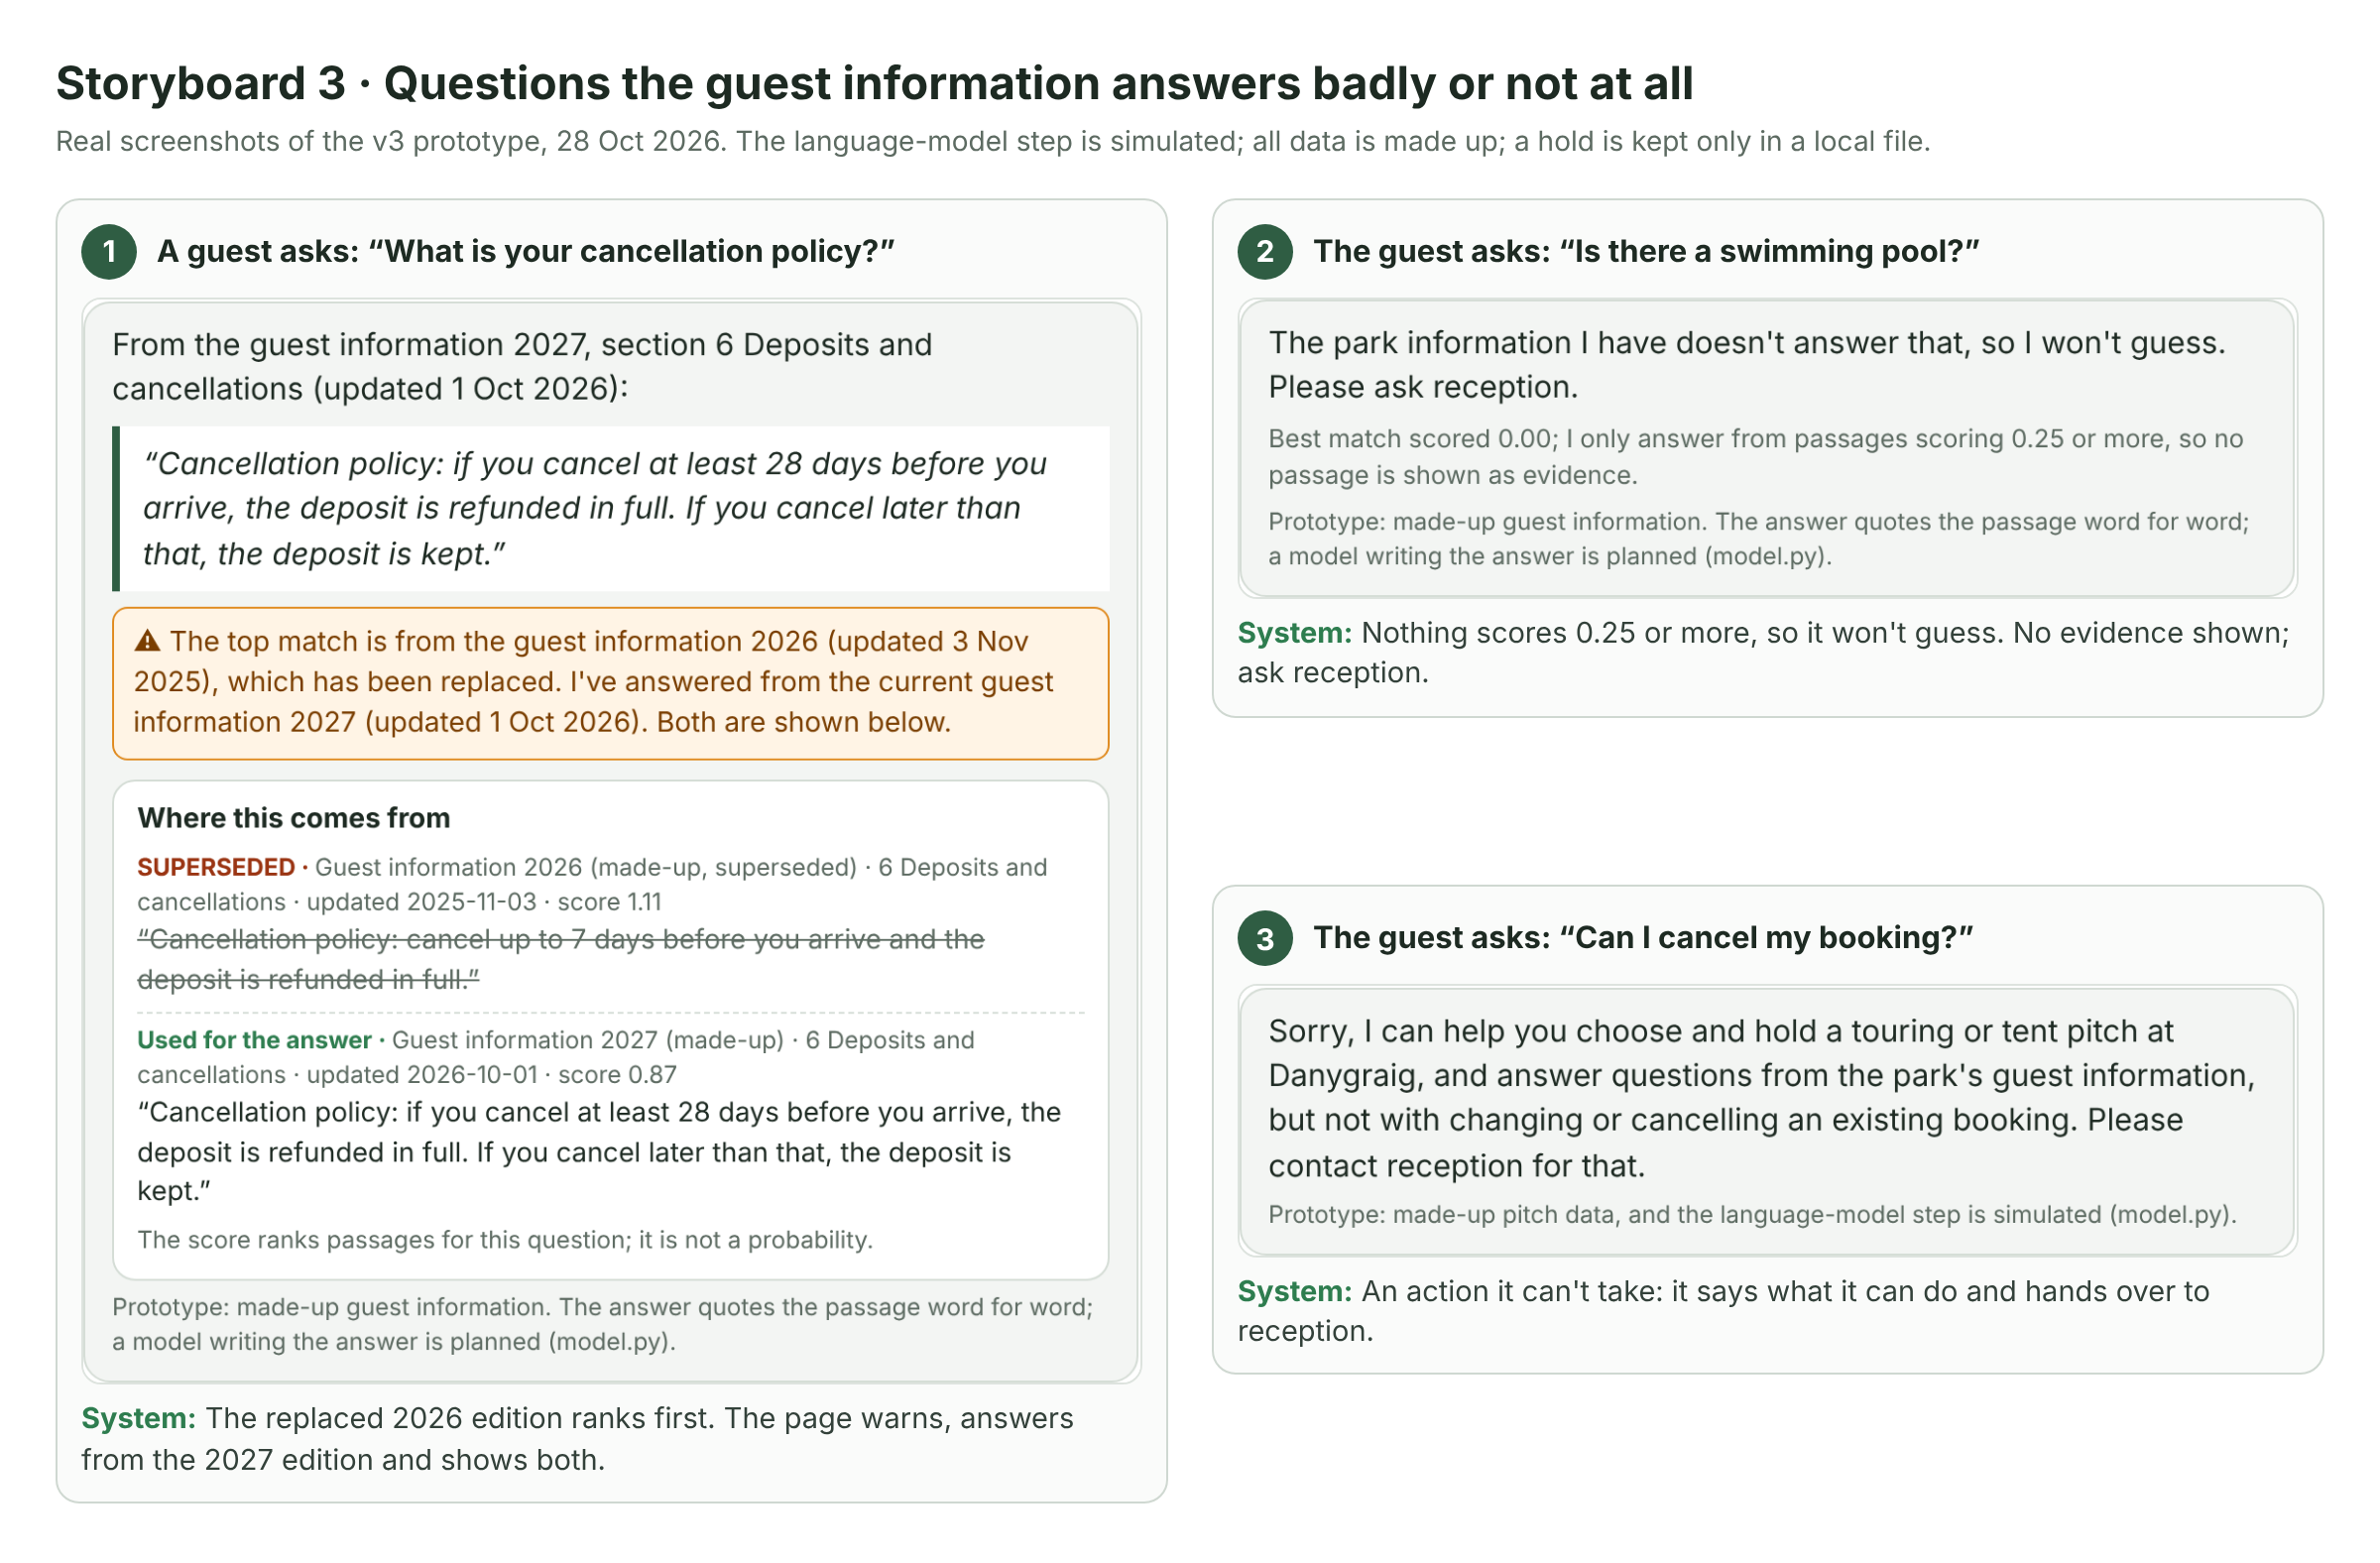 Storyboard 3 · Questions the guest information answers badly or not at all
Real screenshots of the v3 prototype, 28 Oct 2026. The language-model step is simulated; all data is made up; a hold is kept only in a local file.
1 A guest asks: “What is your cancellation policy?”
From the guest information 2027, section 6 Deposits and
cancellations (updated 1 Oct 2026):
“Cancellation policy: if you cancel at least 28 days before you
arrive, the deposit is refunded in full. If you cancel later than
that, the deposit is kept.”
⚠ The top match is from the guest information 2026 (updated 3 Nov
2025), which has been replaced. I've answered from the current guest
information 2027 (updated 1 Oct 2026). Both are shown below.
Where this comes from
SUPERSEDED · Guest information 2026 (made-up, superseded) · 6 Deposits and
cancellations · updated 2025-11-03 · score 1.11
“Cancellation policy: cancel up to 7 days before you arrive and the
deposit is refunded in full.”
Used for the answer · Guest information 2027 (made-up) · 6 Deposits and
cancellations · updated 2026-10-01 · score 0.87
“Cancellation policy: if you cancel at least 28 days before you arrive, the
deposit is refunded in full. If you cancel later than that, the deposit is
kept.”
The score ranks passages for this question; it is not a probability.
Prototype: made-up guest information. The answer quotes the passage word for word;
a model writing the answer is planned (model.py).
System: The replaced 2026 edition ranks first. The page warns, answers
from the 2027 edition and shows both.
2 The guest asks: “Is there a swimming pool?”
The park information I have doesn't answer that, so I won't guess.
Please ask reception.
Best match scored 0.00; I only answer from passages scoring 0.25 or more, so no
passage is shown as evidence.
Prototype: made-up guest information. The answer quotes the passage word for word;
a model writing the answer is planned (model.py).
System: Nothing scores 0.25 or more, so it won't guess. No evidence shown;
ask reception.
3 The guest asks: “Can I cancel my booking?”
Sorry, I can help you choose and hold a touring or tent pitch at
Danygraig, and answer questions from the park's guest information,
but not with changing or cancelling an existing booking. Please
contact reception for that.
Prototype: made-up pitch data, and the language-model step is simulated (model.py).
System: An action it can't take: it says what it can do and hands over to
reception.